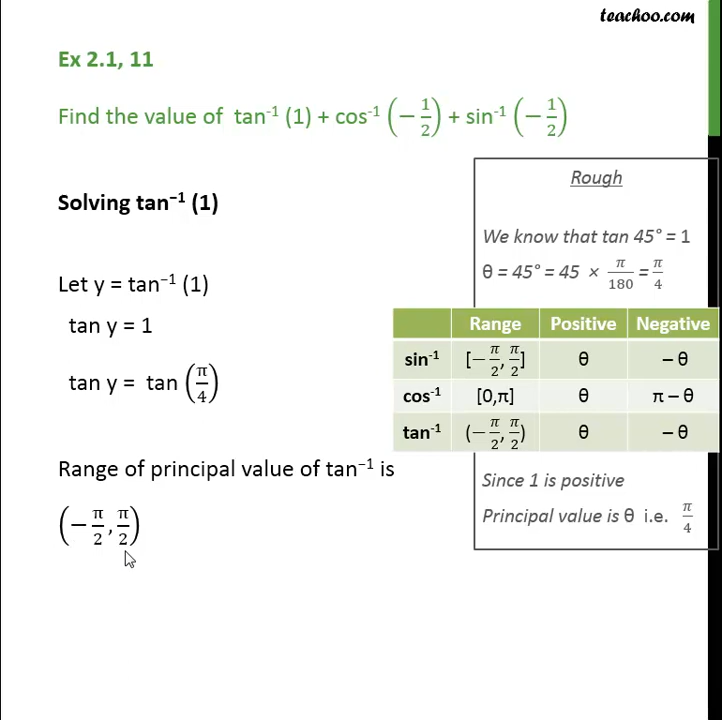 teachoo.com
Ex 2.1, 11
Find the value of tan⁻¹ (1) + cos⁻¹ (−1/2) + sin⁻¹ (−1/2)
Solving tan⁻¹ (1)
Let y = tan⁻¹ (1)
tan y = 1
tan y = tan (π/4)
Range of principal value of tan⁻¹ is
(−π/2, π/2)
Rough
We know that tan 45° = 1
θ = 45° = 45 × π/180 = π/4
Range Positive Negative
sin⁻¹ [−π/2, π/2] θ – θ
cos⁻¹ [0,π] θ π – θ
tan⁻¹ (−π/2, π/2) θ – θ
Since 1 is positive
Principal value is θ i.e. π/4